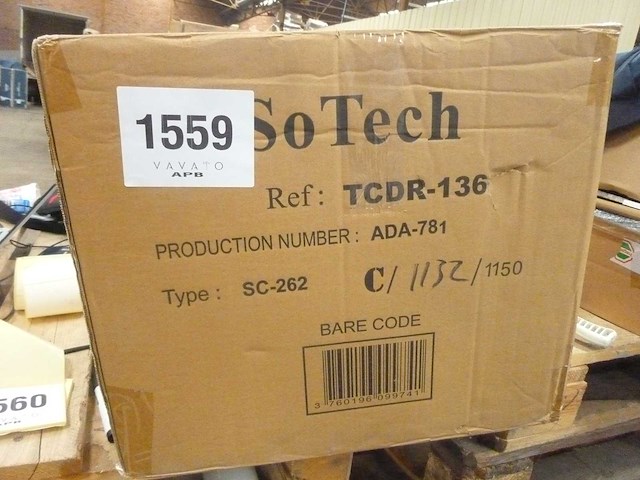 1559
VAVATO
APB
SoTech
Ref: TCDR-136
PRODUCTION NUMBER: ADA-781
Type: SC-262 C/1132/1150
BARE CODE
3 760196 099741
560
APB